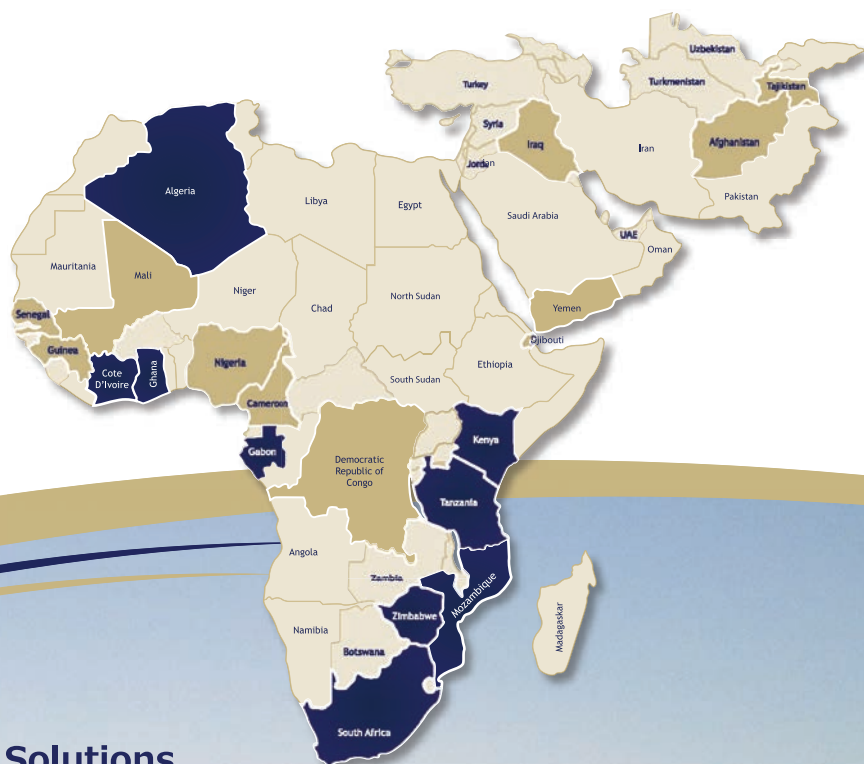 Uzbekistan
Turkey
Turkmenistan
Tajikistan
Syria
Iraq
Iran
Afghanistan
Jordan
Pakistan
Algeria
Libya
Egypt
Saudi Arabia
UAE
Oman
Mauritania
Mali
Niger
Chad
North Sudan
Yemen
Senegal
Djibouti
Guinea
Nigeria
Ethiopia
Cote
D'Ivoire
Ghana
South Sudan
Cameroin
Gabon
Kenya
Democratic
Republic of
Congo
Tanzania
Angola
Zambia
Mozambique
Zimbabwe
Madagaskar
Namibia
Botswana
South Africa
Solutions